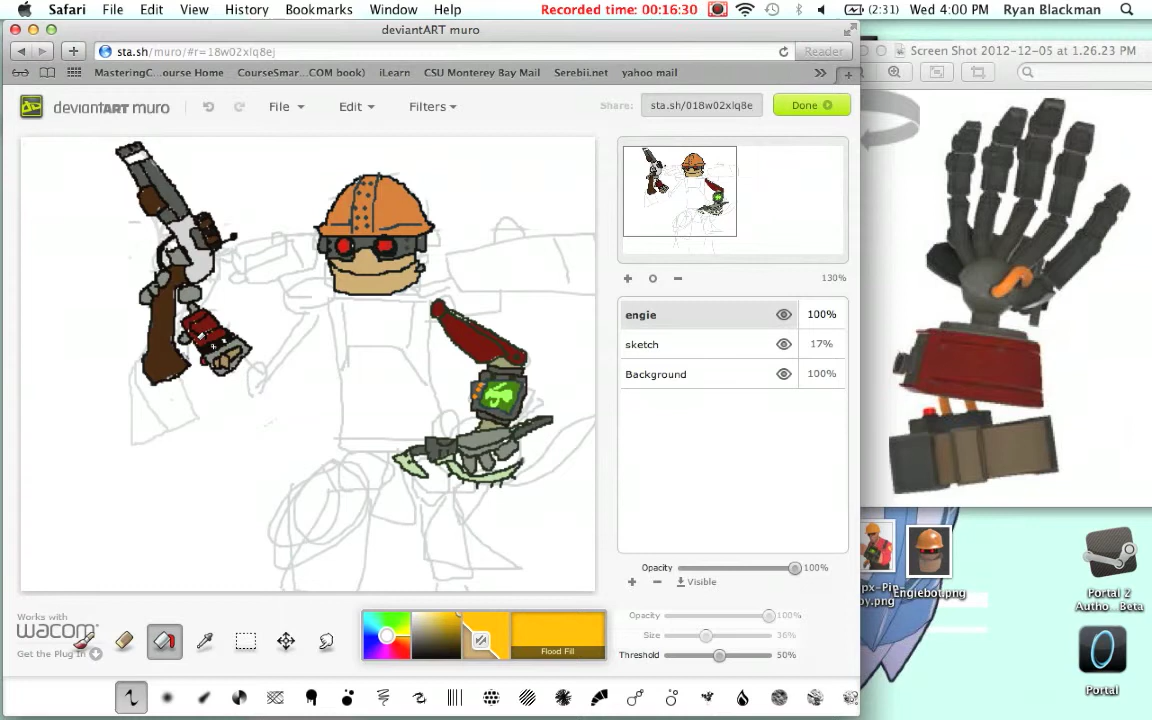 Safari File Edit View History Bookmarks Window Help Recorded time: 00:16:30 (2:31) Wed 4:00 PM Ryan Blackman
deviantART muro
sta.sh/muro/#r=18w02xlq8ej Reader
MasteringC...ourse Home CourseSmar...COM book) iLearn CSU Monterey Bay Mail Serebii.net yahoo mail
Screen Shot 2012-12-05 at 1.26.23 PM
deviantART muro File Edit Filters Share: sta.sh/018w02xlq8e Done
130%
engie 100%
sketch 17%
Background 100%
Opacity 100%
Visible
Works with
wacom
Get the Plug in
Flood Fill
Opacity 100%
Size 36%
Threshold 50%
Engiebot.png
Portal 2
Autho...Beta
Portal